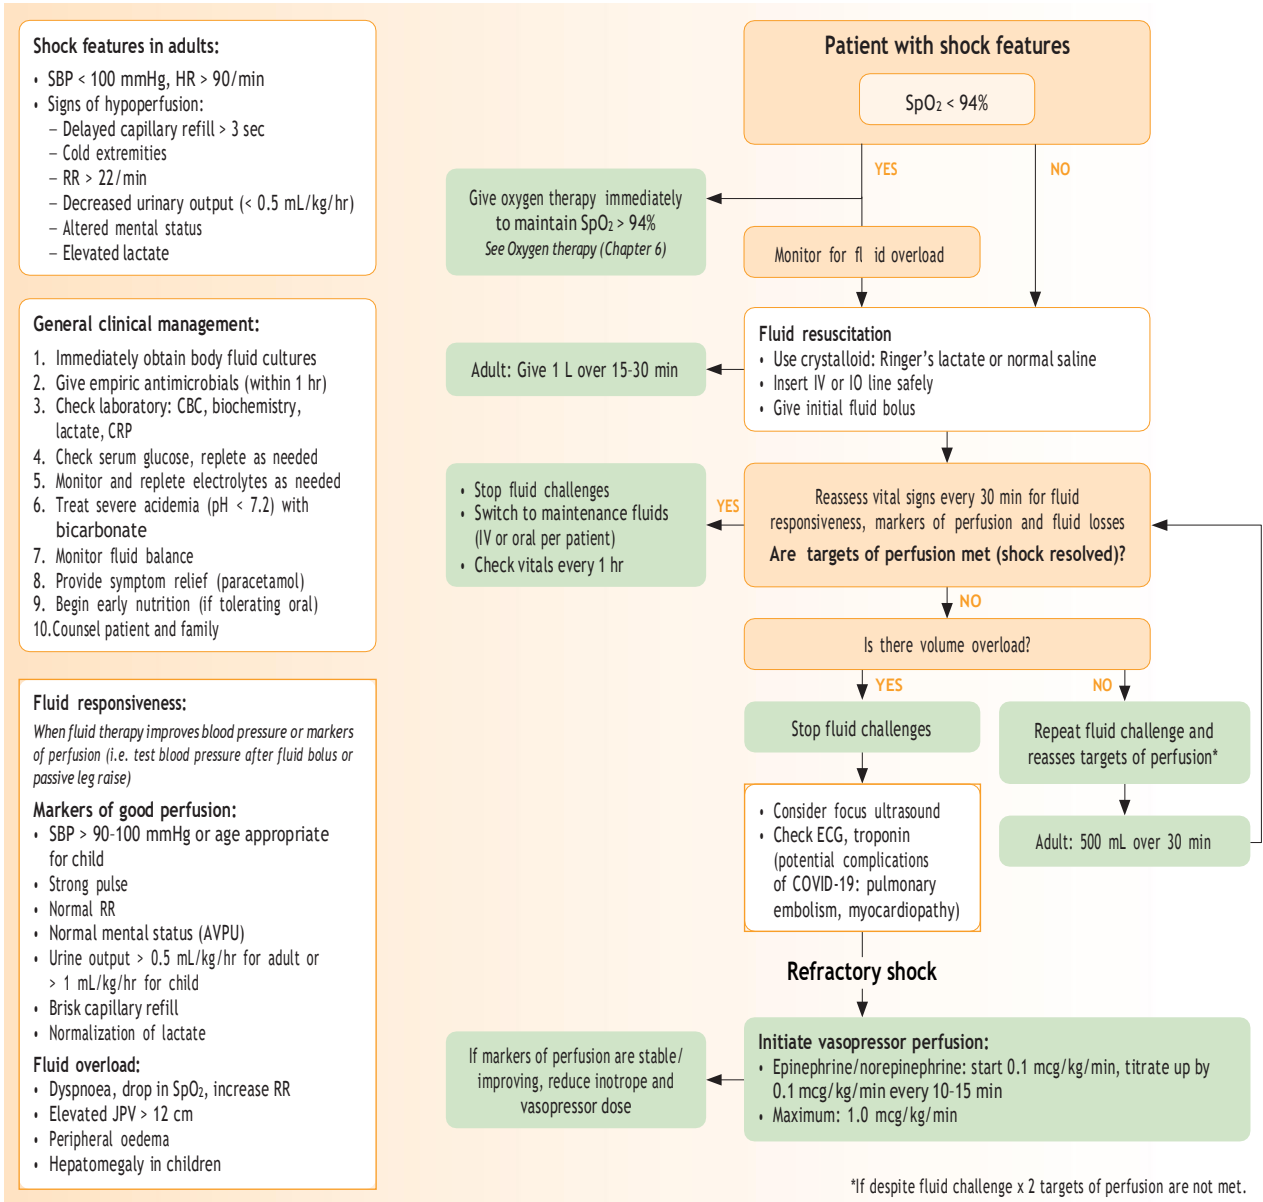 Shock features in adults:
• SBP < 100 mmHg, HR > 90/min
• Signs of hypoperfusion:
– Delayed capillary refill > 3 sec
– Cold extremities
– RR > 22/min
– Decreased urinary output (< 0.5 mL/kg/hr)
– Altered mental status
– Elevated lactate
General clinical management:
1. Immediately obtain body fluid cultures
2. Give empiric antimicrobials (within 1 hr)
3. Check laboratory: CBC, biochemistry,
lactate, CRP
4. Check serum glucose, replete as needed
5. Monitor and replete electrolytes as needed
6. Treat severe acidemia (pH < 7.2) with
bicarbonate
7. Monitor fluid balance
8. Provide symptom relief (paracetamol)
9. Begin early nutrition (if tolerating oral)
10.Counsel patient and family
Fluid responsiveness:
When fluid therapy improves blood pressure or markers
of perfusion (i.e. test blood pressure after fluid bolus or
passive leg raise)
Markers of good perfusion:
• SBP > 90-100 mmHg or age appropriate
for child
• Strong pulse
• Normal RR
• Normal mental status (AVPU)
• Urine output > 0.5 mL/kg/hr for adult or
> 1 mL/kg/hr for child
• Brisk capillary refill
• Normalization of lactate
Fluid overload:
• Dyspnoea, drop in SpO₂, increase RR
• Elevated JPV > 12 cm
• Peripheral oedema
• Hepatomegaly in children
Patient with shock features
SpO₂ < 94%
YES
NO
Give oxygen therapy immediately
to maintain SpO₂ > 94%
See Oxygen therapy (Chapter 6)
Monitor for fl id overload
Fluid resuscitation
• Use crystalloid: Ringer's lactate or normal saline
• Insert IV or IO line safely
• Give initial fluid bolus
Adult: Give 1 L over 15-30 min
Reassess vital signs every 30 min for fluid
responsiveness, markers of perfusion and fluid losses
Are targets of perfusion met (shock resolved)?
YES
• Stop fluid challenges
• Switch to maintenance fluids
(IV or oral per patient)
• Check vitals every 1 hr
NO
Is there volume overload?
YES
NO
Stop fluid challenges
Repeat fluid challenge and
reasses targets of perfusion*
• Consider focus ultrasound
• Check ECG, troponin
(potential complications
of COVID-19: pulmonary
embolism, myocardiopathy)
Adult: 500 mL over 30 min
Refractory shock
Initiate vasopressor perfusion:
• Epinephrine/norepinephrine: start 0.1 mcg/kg/min, titrate up by
0.1 mcg/kg/min every 10-15 min
• Maximum: 1.0 mcg/kg/min
If markers of perfusion are stable/
improving, reduce inotrope and
vasopressor dose
*If despite fluid challenge x 2 targets of perfusion are not met.